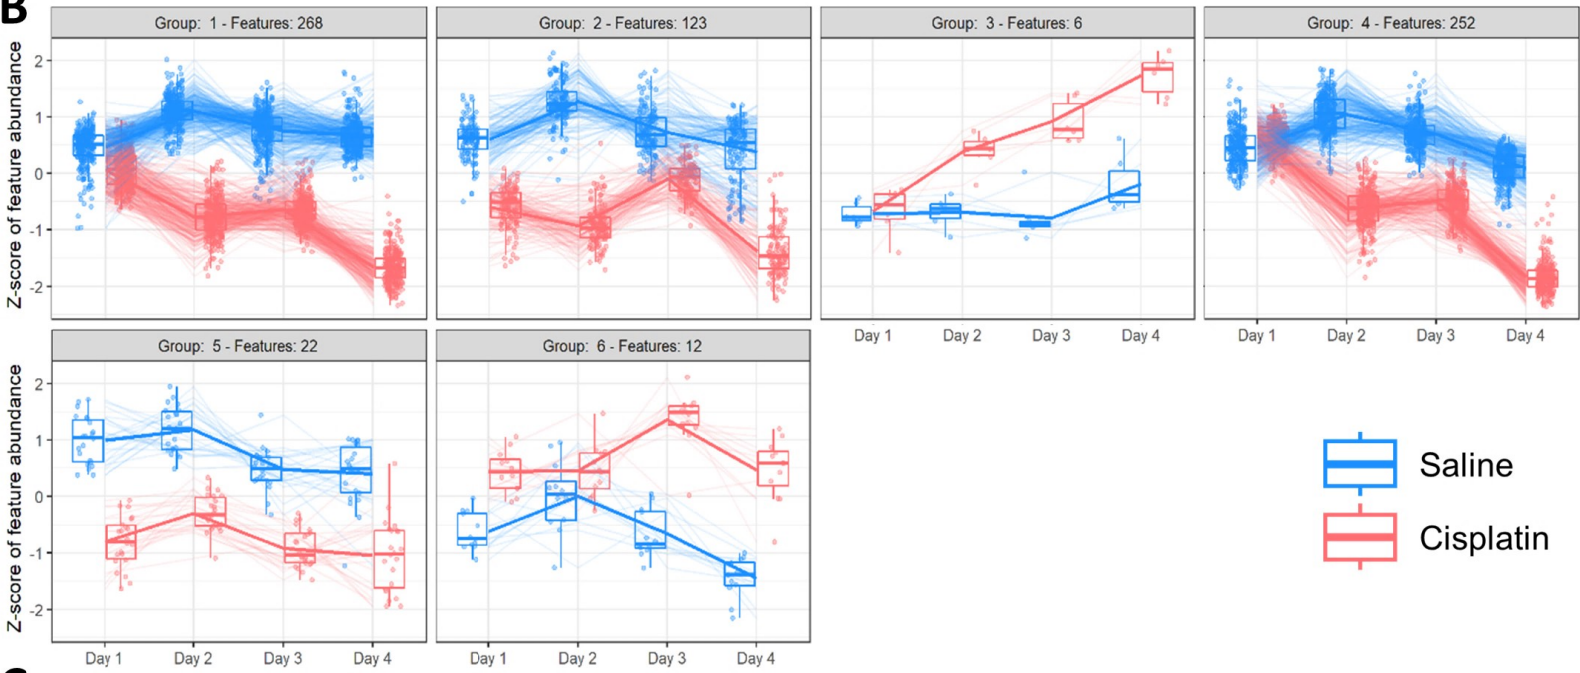 B
Group: 1 - Features: 268
Group: 2 - Features: 123
Group: 3 - Features: 6
Group: 4 - Features: 252
Z-score of feature abundance
2
1
0
-1
-2
Day 1 Day 2 Day 3 Day 4
Day 1 Day 2 Day 3 Day 4
Group: 5 - Features: 22
Group: 6 - Features: 12
Z-score of feature abundance
2
1
0
-1
-2
Day 1 Day 2 Day 3 Day 4
Day 1 Day 2 Day 3 Day 4
Saline
Cisplatin